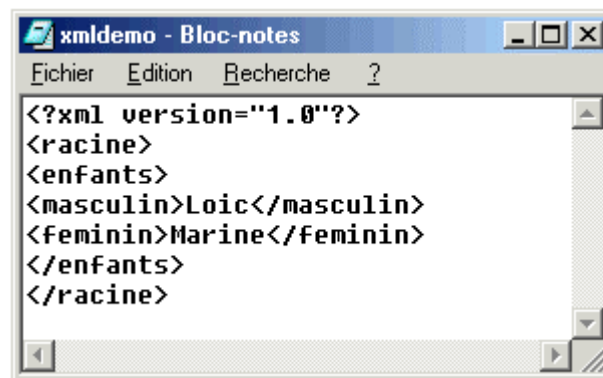 xmldemo - Bloc-notes
Fichier Edition Recherche ?
<?xml version="1.0"?>
<racine>
<enfants>
<masculin>Loic</masculin>
<feminin>Marine</feminin>
</enfants>
</racine>